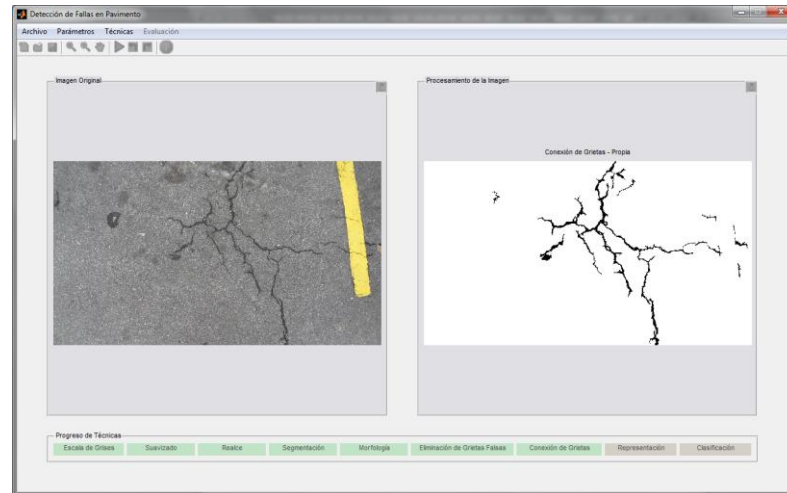 Detección de Fallas en Pavimento
Archivo Parámetros Técnicas Evaluación
Imagen Original
Procesamiento de la Imagen
Conexión de Grietas - Propia
Progreso de Técnicas
Escala de Grises Suavizado Realce Segmentación Morfología Eliminación de Grietas Falsas Conexión de Grietas Representación Clasificación